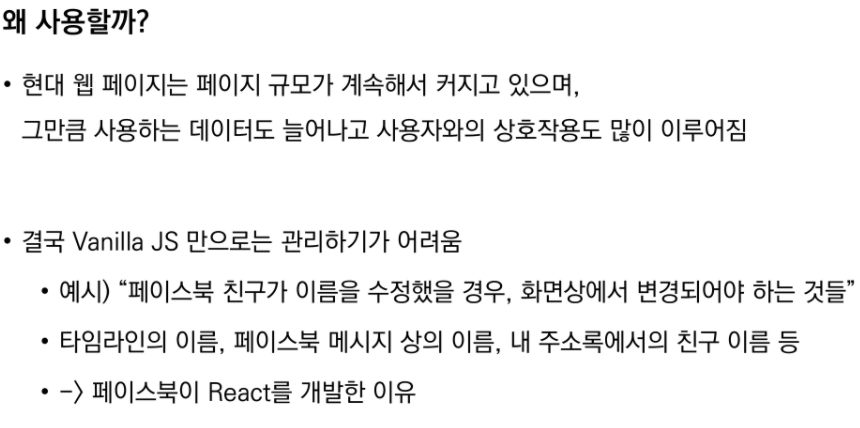 왜 사용할까?
• 현대 웹 페이지는 페이지 규모가 계속해서 커지고 있으며,
그만큼 사용하는 데이터도 늘어나고 사용자와의 상호작용도 많이 이루어짐
• 결국 Vanilla JS 만으로는 관리하기가 어려움
• 예시) “페이스북 친구가 이름을 수정했을 경우, 화면상에서 변경되어야 하는 것들”
• 타임라인의 이름, 페이스북 메시지 상의 이름, 내 주소록에서의 친구 이름 등
• -> 페이스북이 React를 개발한 이유